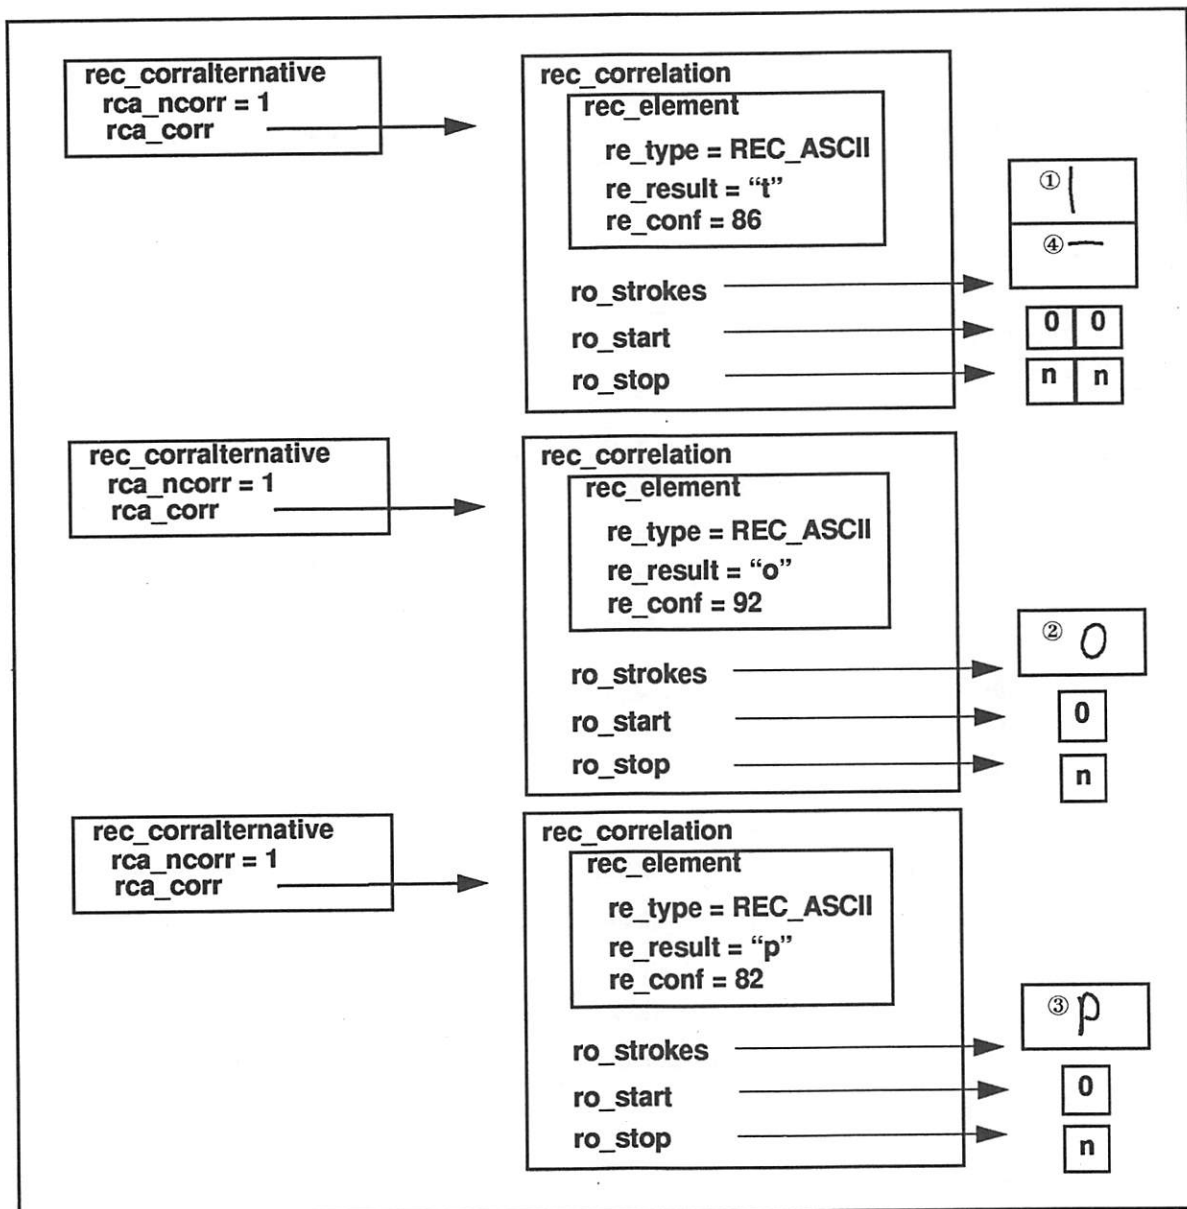 rec_corralternative
rca_ncorr = 1
rca_corr
rec_correlation
rec_element
re_type = REC_ASCII
re_result = “t”
re_conf = 86
ro_strokes
ro_start
ro_stop
①
④
0 0
n n
rec_corralternative
rca_ncorr = 1
rca_corr
rec_correlation
rec_element
re_type = REC_ASCII
re_result = “o”
re_conf = 92
ro_strokes
ro_start
ro_stop
② o
0
n
rec_corralternative
rca_ncorr = 1
rca_corr
rec_correlation
rec_element
re_type = REC_ASCII
re_result = “p”
re_conf = 82
ro_strokes
ro_start
ro_stop
③ p
0
n